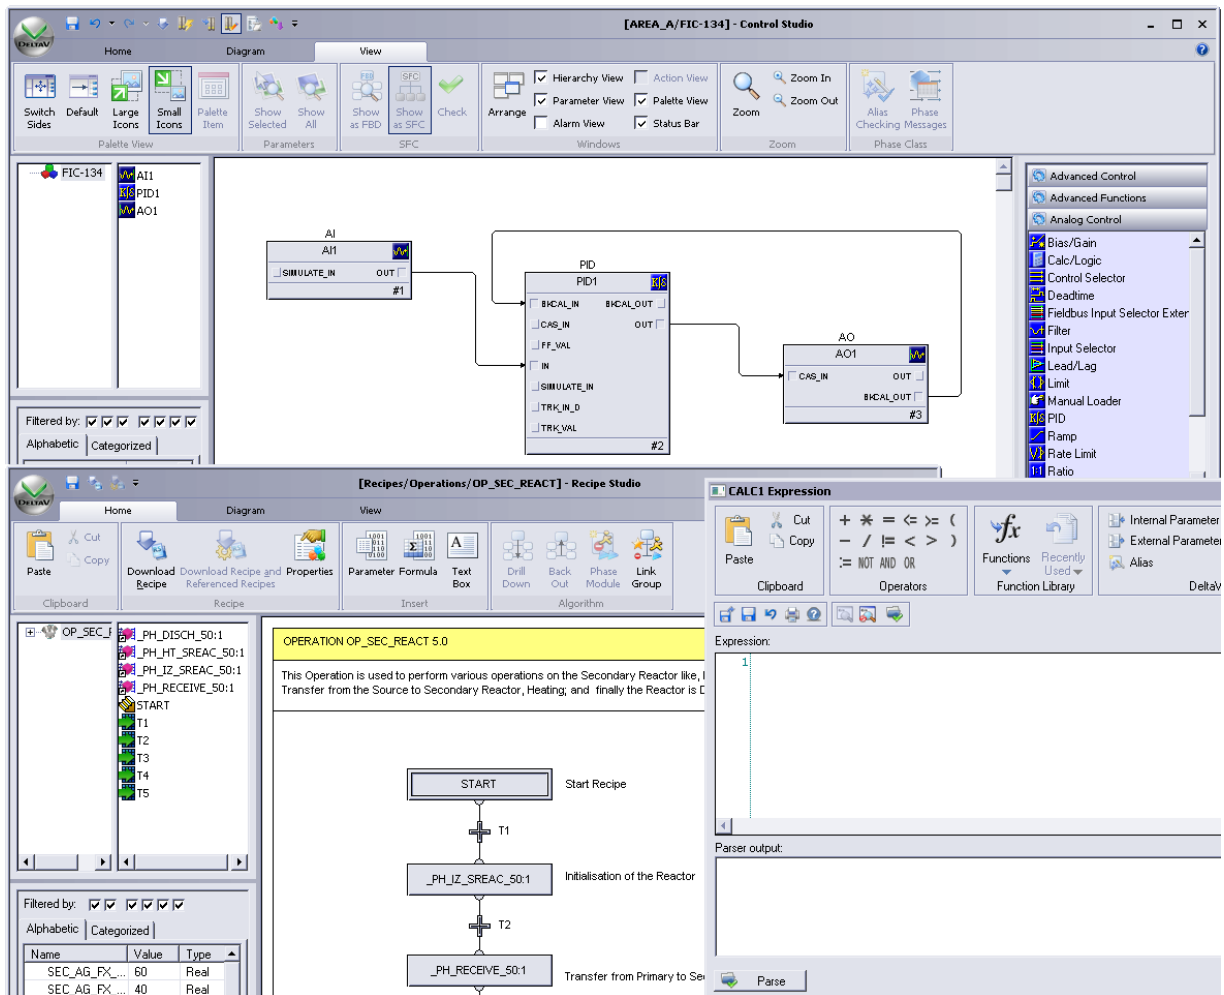 [AREA_A/FIC-134] - Control Studio
DELTAV
Home Diagram View
Switch Sides
Default
Large Icons
Small Icons
Palette Item
Palette View
Show Selected
Show All
Parameters
Show as FBD
Show as SFC
Check
SFC
Arrange
Hierarchy View Action View
Parameter View Palette View
Alarm View Status Bar
Windows
Zoom
Zoom In
Zoom Out
Zoom
Alias Checking
Phase Messages
Phase Class
FIC-134
AI1
PID1
AO1
Filtered by:
Alphabetic Categorized
AI
AI1
SIMULATE_IN OUT
#1
PID
PID1
BKCAL_IN BKCAL_OUT
CAS_IN OUT
FF_VAL
IN
SIMULATE_IN
TRK_IN_D
TRK_VAL
#2
AO
AO1
CAS_IN OUT
BKCAL_OUT
#3
Advanced Control
Advanced Functions
Analog Control
Bias/Gain
Calc/Logic
Control Selector
Deadtime
Fieldbus Input Selector Exter
Filter
Input Selector
Lead/Lag
Limit
Manual Loader
PID
Ramp
Rate Limit
Ratio
[Recipes/Operations/OP_SEC_REACT] - Recipe Studio
DELTAV
Home Diagram View
Paste
Cut
Copy
Clipboard
Download Recipe
Download Recipe and Referenced Recipes
Properties
Recipe
Parameter
Formula
Text Box
Insert
Drill Down
Back Out
Phase Module
Link Group
Algorithm
OP_SEC_F
_PH_DISCH_50:1
_PH_HT_SREAC_50:1
_PH_IZ_SREAC_50:1
_PH_RECEIVE_50:1
START
T1
T2
T3
T4
T5
Filtered by:
Alphabetic Categorized
Name Value Type
SEC_AG_FX_... 60 Real
SEC_AG_FX_... 40 Real
OPERATION OP_SEC_REACT 5.0
This Operation is used to perform various operations on the Secondary Reactor like,
Transfer from the Source to Secondary Reactor, Heating; and finally the Reactor is D
START Start Recipe
T1
_PH_IZ_SREAC_50:1 Initialisation of the Reactor
T2
_PH_RECEIVE_50:1 Transfer from Primary to Se
CALC1 Expression
Paste
Cut
Copy
Clipboard
+ * = <= >= (
- / != < > )
:= NOT AND OR
Operators
fx
Functions
Recently Used
Function Library
Internal Parameter
External Parameter
Alias
DeltaV
Expression:
1
Parser output:
Parse